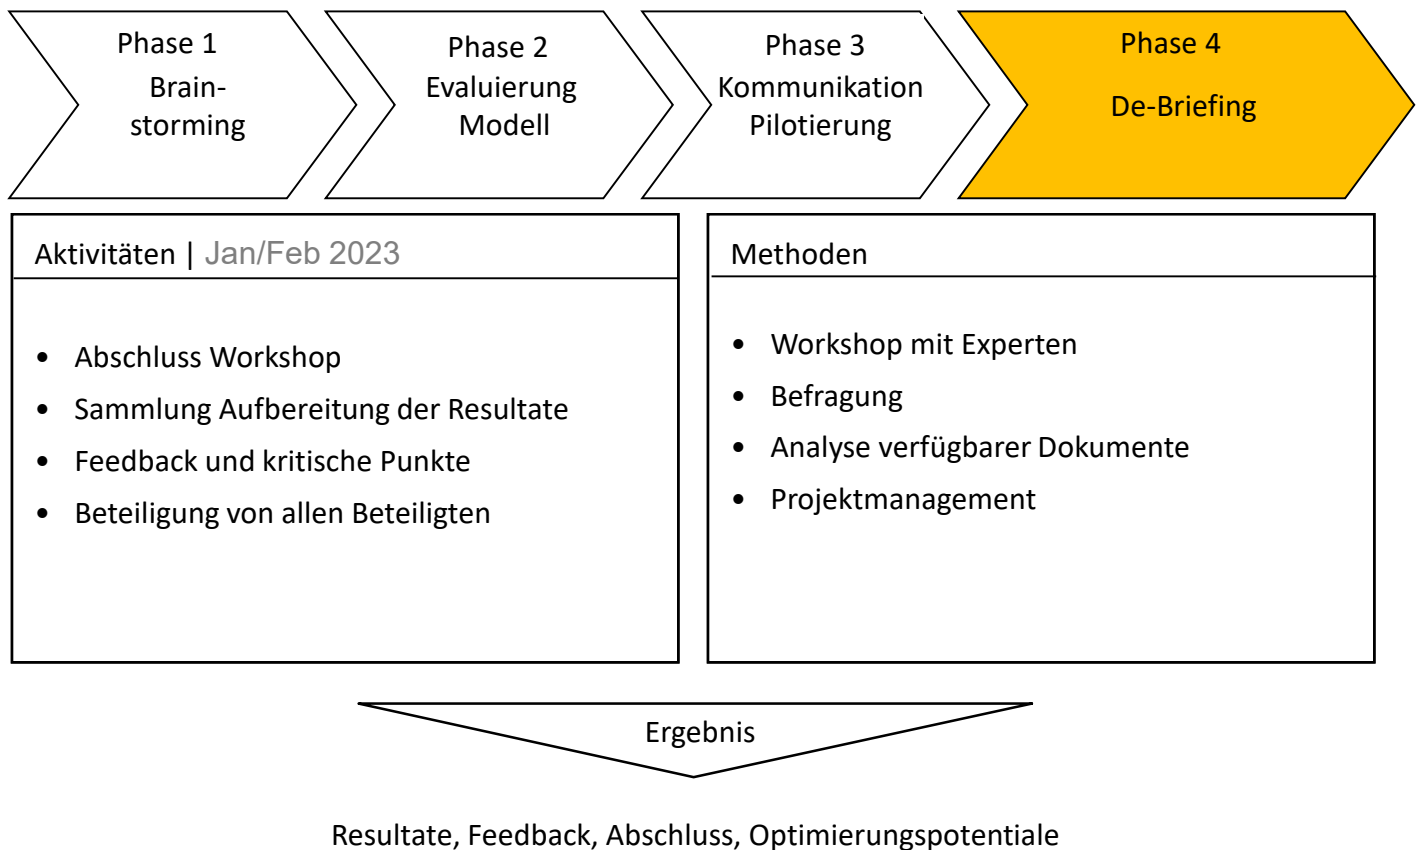 Phase 1
Brain-
storming
Phase 2
Evaluierung
Modell
Phase 3
Kommunikation
Pilotierung
Phase 4
De-Briefing
Aktivitäten | Jan/Feb 2023
• Abschluss Workshop
• Sammlung Aufbereitung der Resultate
• Feedback und kritische Punkte
• Beteiligung von allen Beteiligten
Methoden
• Workshop mit Experten
• Befragung
• Analyse verfügbarer Dokumente
• Projektmanagement
Ergebnis
Resultate, Feedback, Abschluss, Optimierungspotentiale